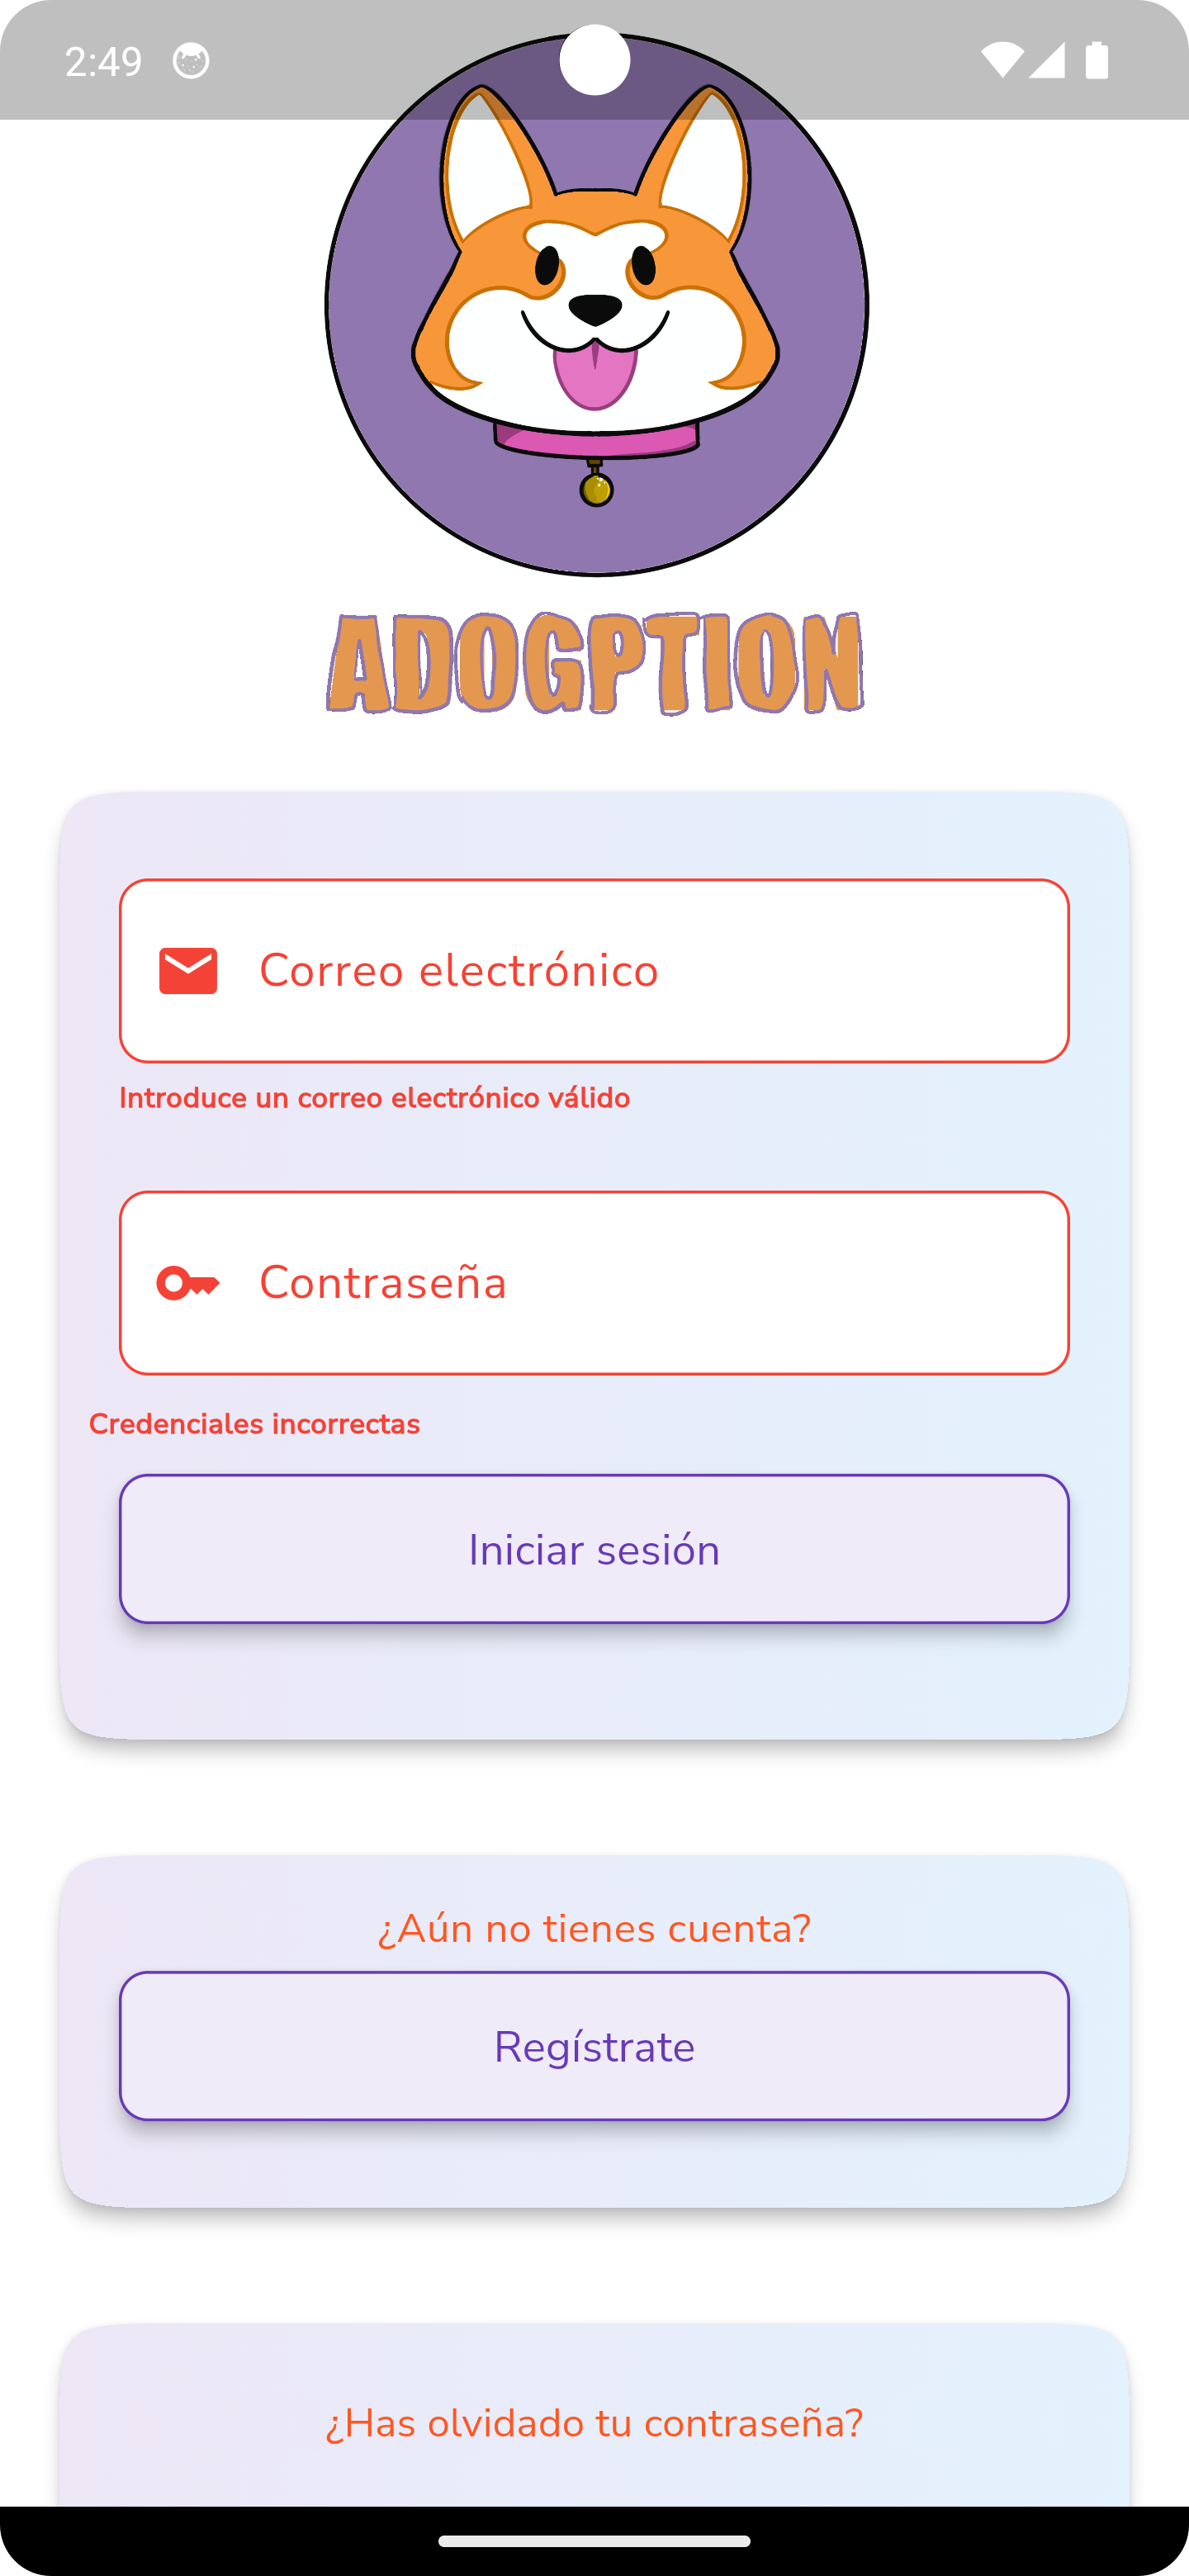 2:49
ADOGPTION
Correo electrónico
Introduce un correo electrónico válido
Contraseña
Credenciales incorrectas
Iniciar sesión
¿Aún no tienes cuenta?
Regístrate
¿Has olvidado tu contraseña?